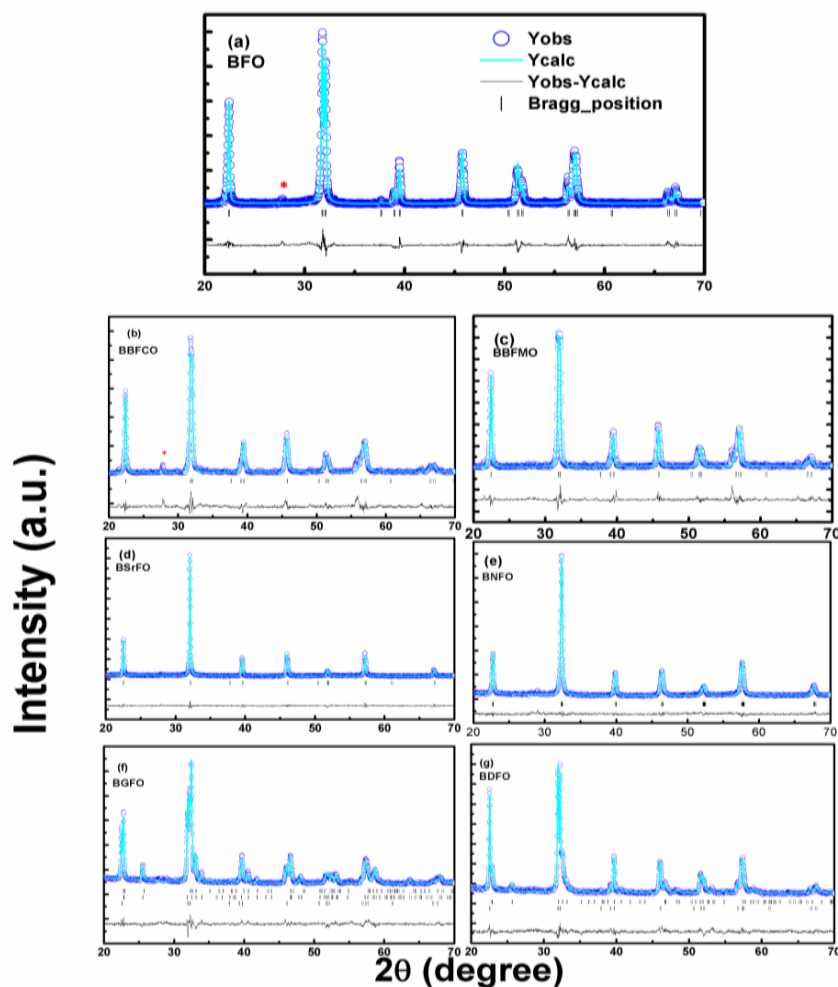 (a)
BFO
Yobs
Ycalc
Yobs-Ycalc
Bragg_position
*
20 30 40 50 60 70
(b)
BBFCO
*
20 30 40 50 60 70
(c)
BBFMO
20 30 40 50 60 70
(d)
BSrFO
20 30 40 50 60 70
(e)
BNFO
20 30 40 50 60 70
(f)
BGFO
20 30 40 50 60 70
(g)
BDFO
20 30 40 50 60 70
Intensity (a.u.)
2θ (degree)